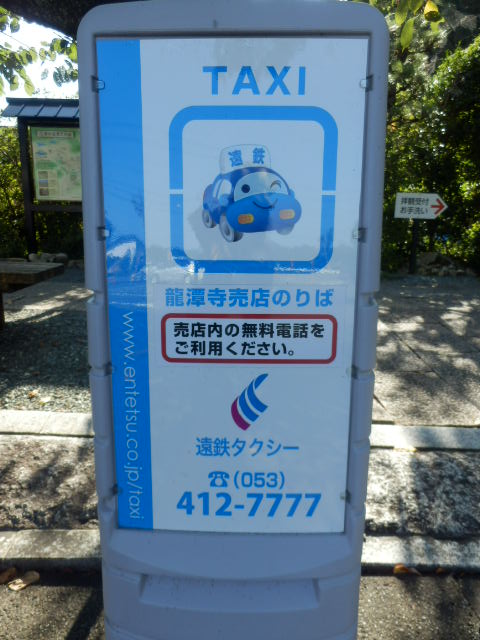 TAXI
遠鉄
龍潭寺売店のりば
売店内の無料電話を
ご利用ください。
www.entetsu.co.jp/taxi
遠鉄タクシー
☎(053)
412-7777
拝観受付
お手洗い